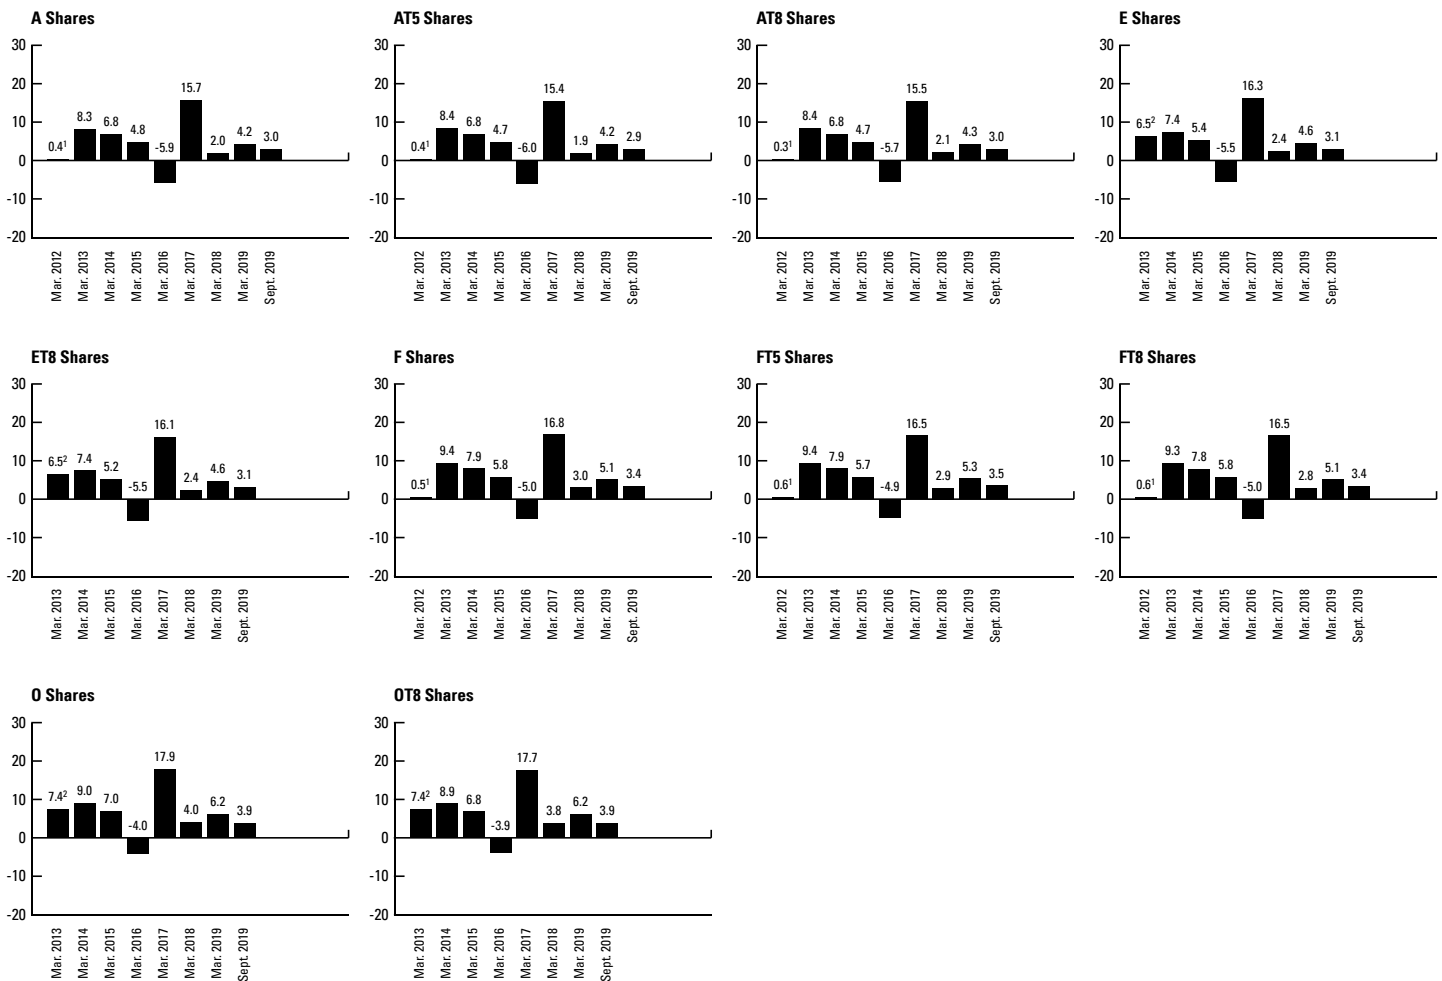 A Shares
30
20
10
0
-10
-20
0.4¹ 8.3 6.8 4.8 -5.9 15.7 2.0 4.2 3.0
Mar. 2012
Mar. 2013
Mar. 2014
Mar. 2015
Mar. 2016
Mar. 2017
Mar. 2018
Mar. 2019
Sept. 2019
AT5 Shares
30
20
10
0
-10
-20
0.4¹ 8.4 6.8 4.7 -6.0 15.4 1.9 4.2 2.9
Mar. 2012
Mar. 2013
Mar. 2014
Mar. 2015
Mar. 2016
Mar. 2017
Mar. 2018
Mar. 2019
Sept. 2019
AT8 Shares
30
20
10
0
-10
-20
0.3¹ 8.4 6.8 4.7 -5.7 15.5 2.1 4.3 3.0
Mar. 2012
Mar. 2013
Mar. 2014
Mar. 2015
Mar. 2016
Mar. 2017
Mar. 2018
Mar. 2019
Sept. 2019
E Shares
30
20
10
0
-10
-20
6.5² 7.4 5.4 -5.5 16.3 2.4 4.6 3.1
Mar. 2013
Mar. 2014
Mar. 2015
Mar. 2016
Mar. 2017
Mar. 2018
Mar. 2019
Sept. 2019
ET8 Shares
30
20
10
0
-10
-20
6.5² 7.4 5.2 -5.5 16.1 2.4 4.6 3.1
Mar. 2013
Mar. 2014
Mar. 2015
Mar. 2016
Mar. 2017
Mar. 2018
Mar. 2019
Sept. 2019
F Shares
30
20
10
0
-10
-20
0.5¹ 9.4 7.9 5.8 -5.0 16.8 3.0 5.1 3.4
Mar. 2012
Mar. 2013
Mar. 2014
Mar. 2015
Mar. 2016
Mar. 2017
Mar. 2018
Mar. 2019
Sept. 2019
FT5 Shares
30
20
10
0
-10
-20
0.6¹ 9.4 7.9 5.7 -4.9 16.5 2.9 5.3 3.5
Mar. 2012
Mar. 2013
Mar. 2014
Mar. 2015
Mar. 2016
Mar. 2017
Mar. 2018
Mar. 2019
Sept. 2019
FT8 Shares
30
20
10
0
-10
-20
0.6¹ 9.3 7.8 5.8 -5.0 16.5 2.8 5.1 3.4
Mar. 2012
Mar. 2013
Mar. 2014
Mar. 2015
Mar. 2016
Mar. 2017
Mar. 2018
Mar. 2019
Sept. 2019
O Shares
30
20
10
0
-10
-20
7.4² 9.0 7.0 -4.0 17.9 4.0 6.2 3.9
Mar. 2013
Mar. 2014
Mar. 2015
Mar. 2016
Mar. 2017
Mar. 2018
Mar. 2019
Sept. 2019
OT8 Shares
30
20
10
0
-10
-20
7.4² 8.9 6.8 -3.9 17.7 3.8 6.2 3.9
Mar. 2013
Mar. 2014
Mar. 2015
Mar. 2016
Mar. 2017
Mar. 2018
Mar. 2019
Sept. 2019